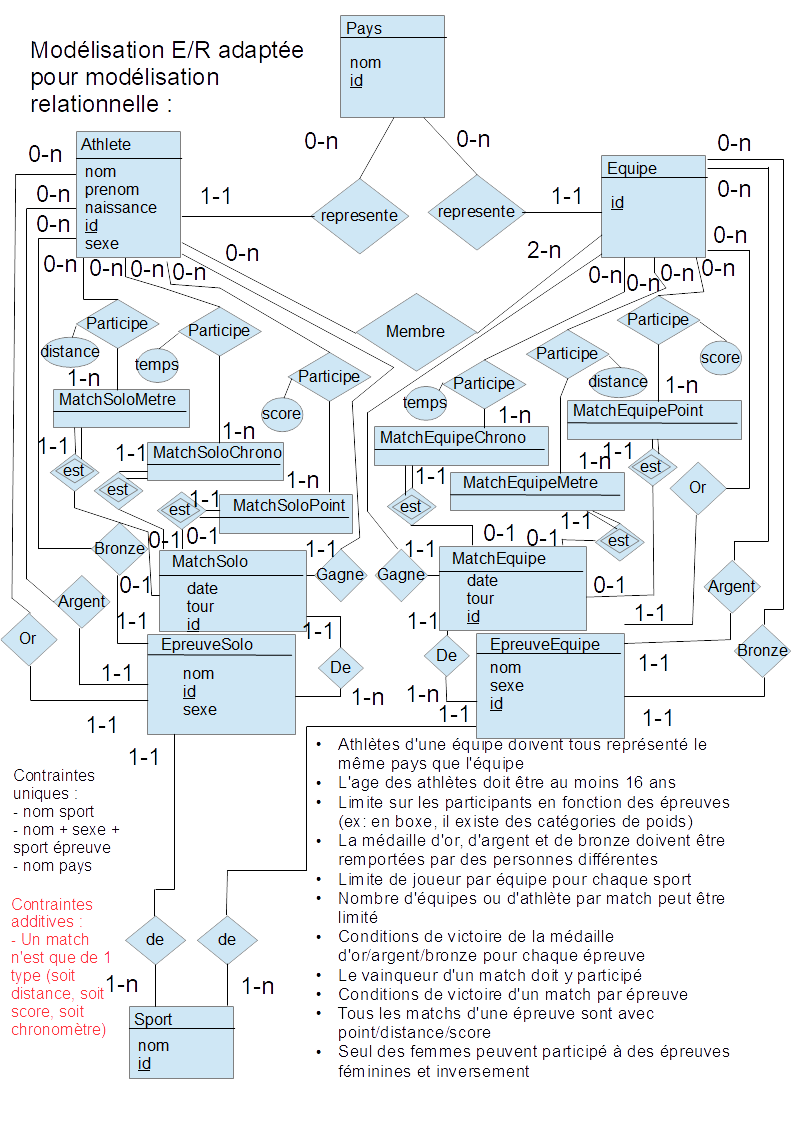 Modélisation E/R adaptée
pour modélisation
relationnelle :
Pays
nom
id
0-n
0-n
0-n
Athlete
nom
prenom
naissance
id
sexe
0-n
0-n
0-n
0-n
1-1
represente
represente
1-1
Equipe
id
0-n
0-n
0-n
0-n
0-n
0-n
0-n
2-n
0-n
0-n
0-n
0-n
Membre
Participe
distance
Participe
temps
Participe
score
Participe
temps
Participe
distance
Participe
score
1-n
MatchSoloMetre
1-n
MatchSoloChrono
1-n
MatchSoloPoint
1-n
MatchEquipeChrono
1-n
MatchEquipeMetre
1-n
MatchEquipePoint
1-1
est
1-1
est
1-1
est
1-1
est
1-1
est
1-1
est
Or
Bronze
0-1
0-1
0-1
MatchSolo
date
tour
id
1-1
Gagne
Gagne
1-1
0-1
0-1
0-1
MatchEquipe
date
tour
id
Argent
Or
Argent
Bronze
1-1
1-1
1-1
EpreuveSolo
nom
id
sexe
1-1
De
1-n
1-1
De
1-n
EpreuveEquipe
nom
sexe
id
1-1
1-1
1-1
1-1
1-1
Contraintes
uniques :
- nom sport
- nom + sexe +
sport épreuve
- nom pays
Contraintes
additives :
- Un match
n'est que de 1
type (soit
distance, soit
score, soit
chronomètre)
de
de
1-n
1-n
Sport
nom
id
• Athlètes d'une équipe doivent tous représenté le
même pays que l'équipe
• L'age des athlètes doit être au moins 16 ans
• Limite sur les participants en fonction des épreuves
(ex: en boxe, il existe des catégories de poids)
• La médaille d'or, d'argent et de bronze doivent être
remportées par des personnes différentes
• Limite de joueur par équipe pour chaque sport
• Nombre d'équipes ou d'athlète par match peut être
limité
• Conditions de victoire de la médaille
d'or/argent/bronze pour chaque épreuve
• Le vainqueur d'un match doit y participé
• Conditions de victoire d'un match par épreuve
• Tous les matchs d'une épreuve sont avec
point/distance/score
• Seul des femmes peuvent participé à des épreuves
féminines et inversement